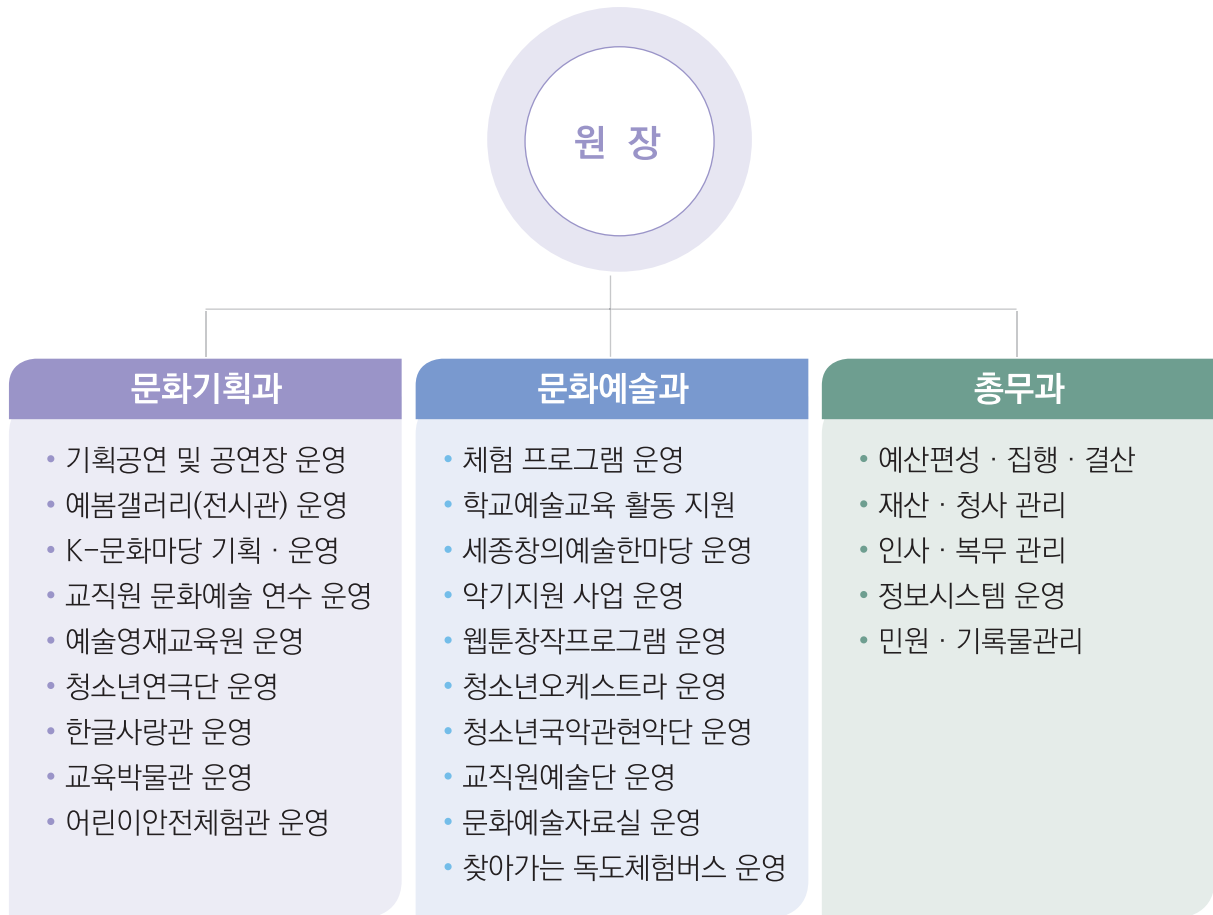 원 장
문화기획과
• 기획공연 및 공연장 운영
• 예봄갤러리(전시관) 운영
• K-문화마당 기획 · 운영
• 교직원 문화예술 연수 운영
• 예술영재교육원 운영
• 청소년연극단 운영
• 한글사랑관 운영
• 교육박물관 운영
• 어린이안전체험관 운영
문화예술과
• 체험 프로그램 운영
• 학교예술교육 활동 지원
• 세종창의예술한마당 운영
• 악기지원 사업 운영
• 웹툰창작프로그램 운영
• 청소년오케스트라 운영
• 청소년국악관현악단 운영
• 교직원예술단 운영
• 문화예술자료실 운영
• 찾아가는 독도체험버스 운영
총무과
• 예산편성 · 집행 · 결산
• 재산 · 청사 관리
• 인사 · 복무 관리
• 정보시스템 운영
• 민원 · 기록물관리